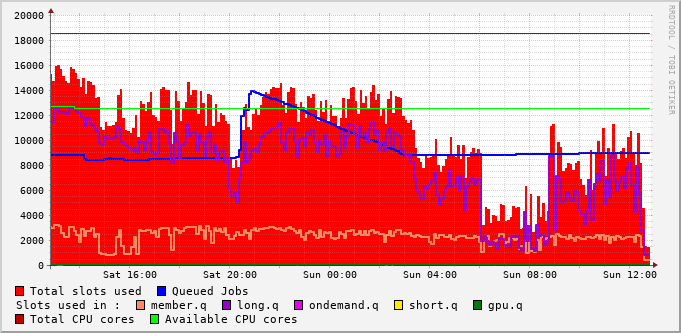 20000
18000
16000
14000
12000
10000
8000
6000
4000
2000
0
Sat 16:00 Sat 20:00 Sun 00:00 Sun 04:00 Sun 08:00 Sun 12:00
RRDTOOL / TOBI OETIKER
Total slots used Queued Jobs
Slots used in : member.q long.q ondemand.q short.q gpu.q
Total CPU cores Available CPU cores